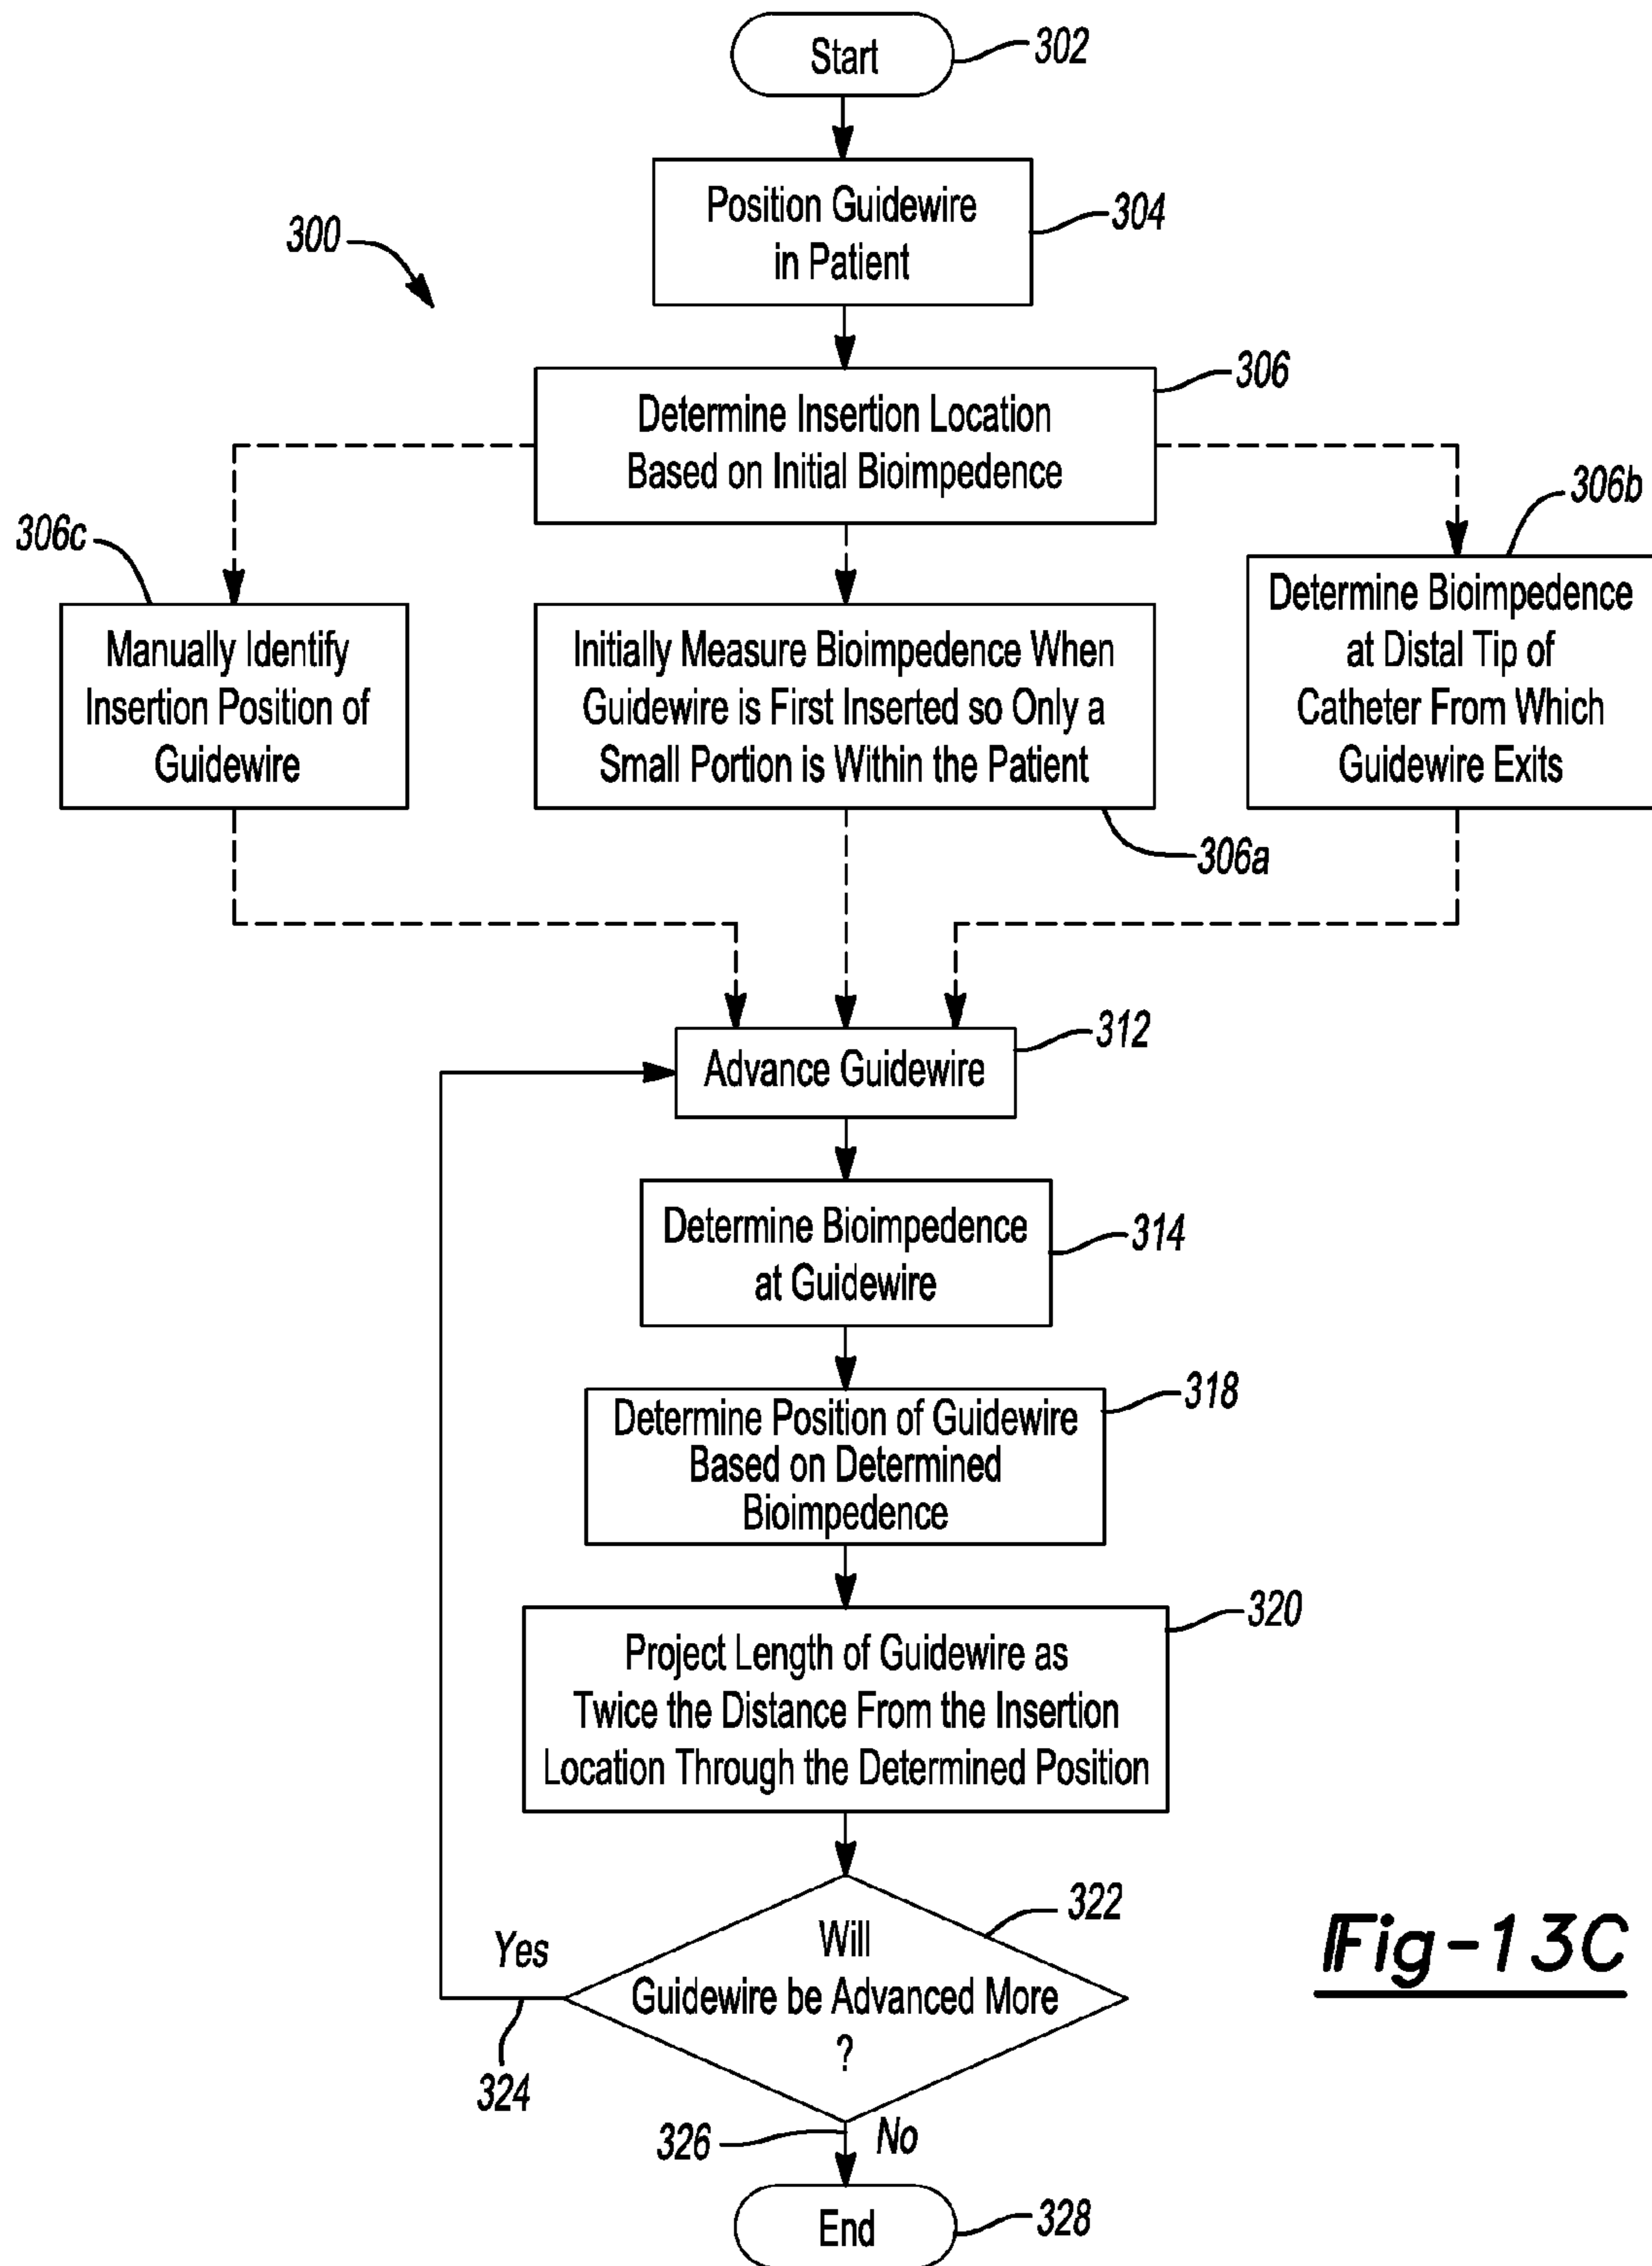 Start
302
Position Guidewire
in Patient
304
300
306
Determine Insertion Location
Based on Initial Bioimpedence
306c
306b
Manually Identify
Insertion Position of
Guidewire
Initially Measure Bioimpedence When
Guidewire is First Inserted so Only a
Small Portion is Within the Patient
306a
Determine Bioimpedence
at Distal Tip of
Catheter From Which
Guidewire Exits
312
Advance Guidewire
Determine Bioimpedence
at Guidewire
314
318
Determine Position of Guidewire
Based on Determined
Bioimpedence
320
Project Length of Guidewire as
Twice the Distance From the Insertion
Location Through the Determined Position
322
Will
Guidewire be Advanced More
?
Yes
324
326
No
End
328
Fig-13C